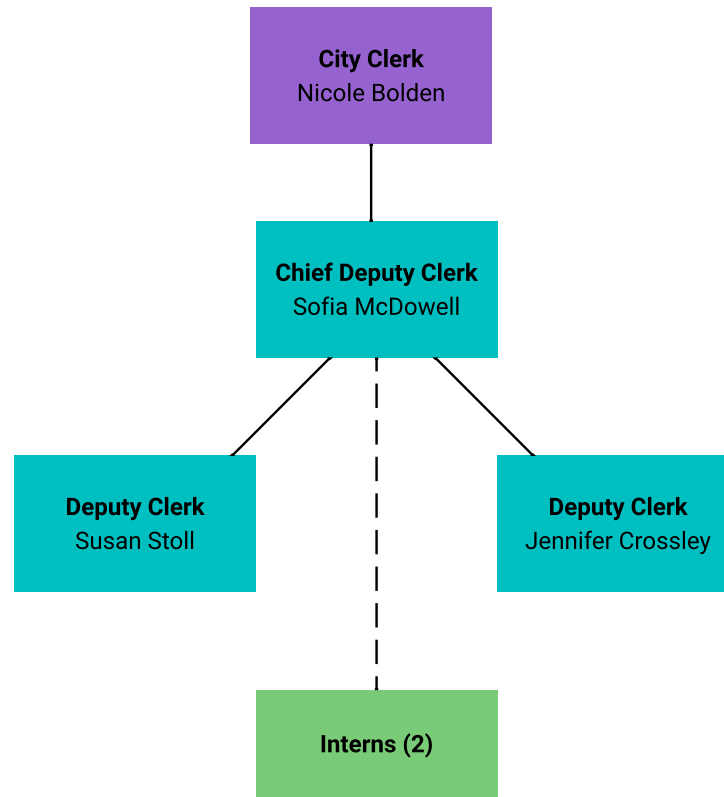 City Clerk
Nicole Bolden
Chief Deputy Clerk
Sofia McDowell
Deputy Clerk
Susan Stoll
Deputy Clerk
Jennifer Crossley
Interns (2)